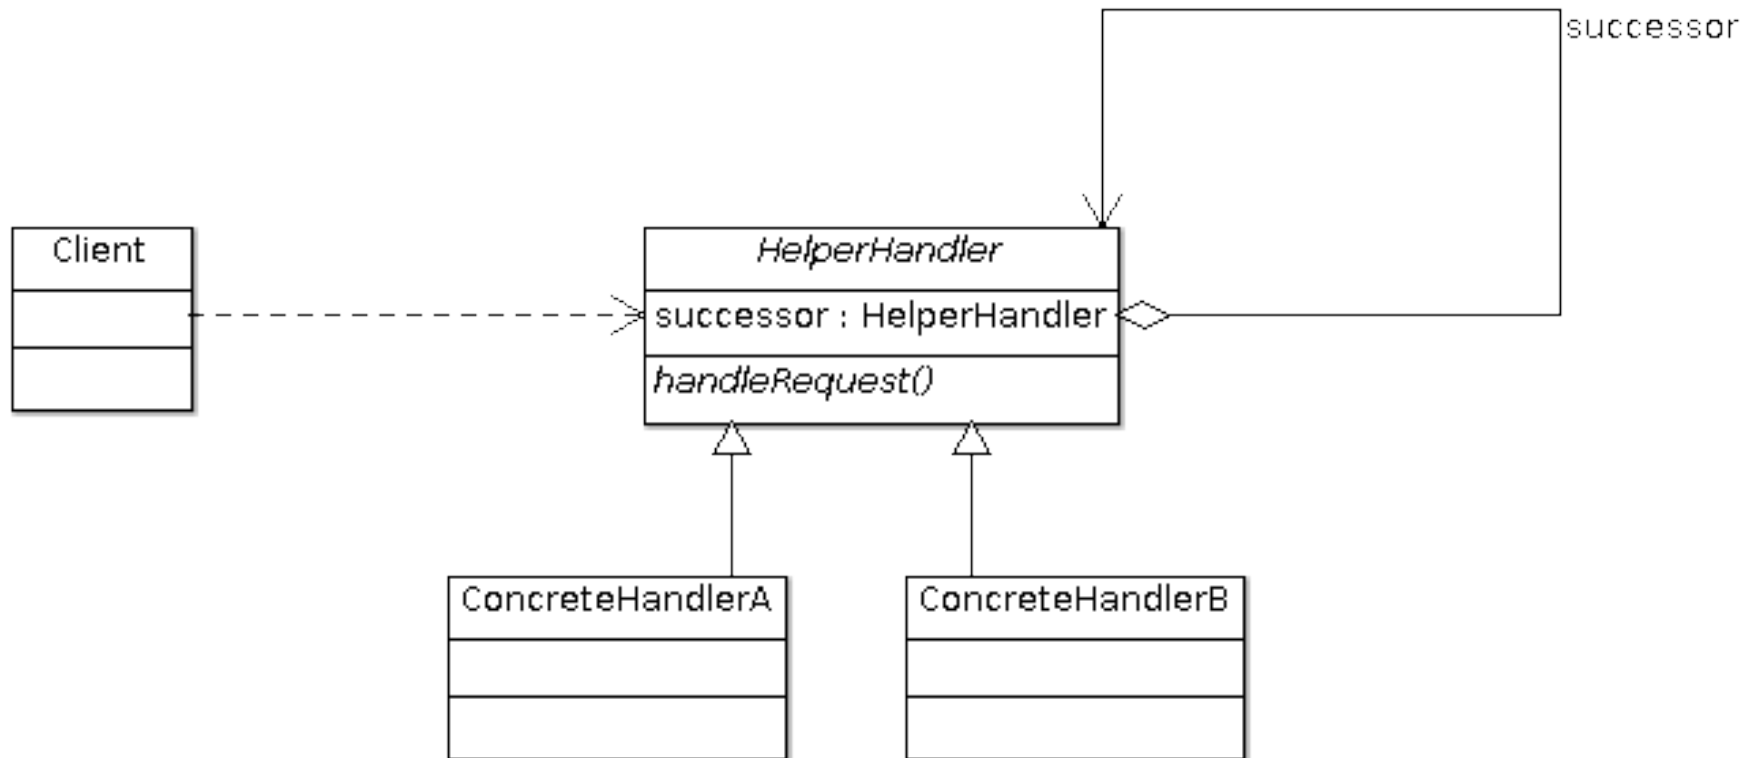 successor
Client
HelperHandler
successor : HelperHandler
handleRequest()
ConcreteHandlerA
ConcreteHandlerB